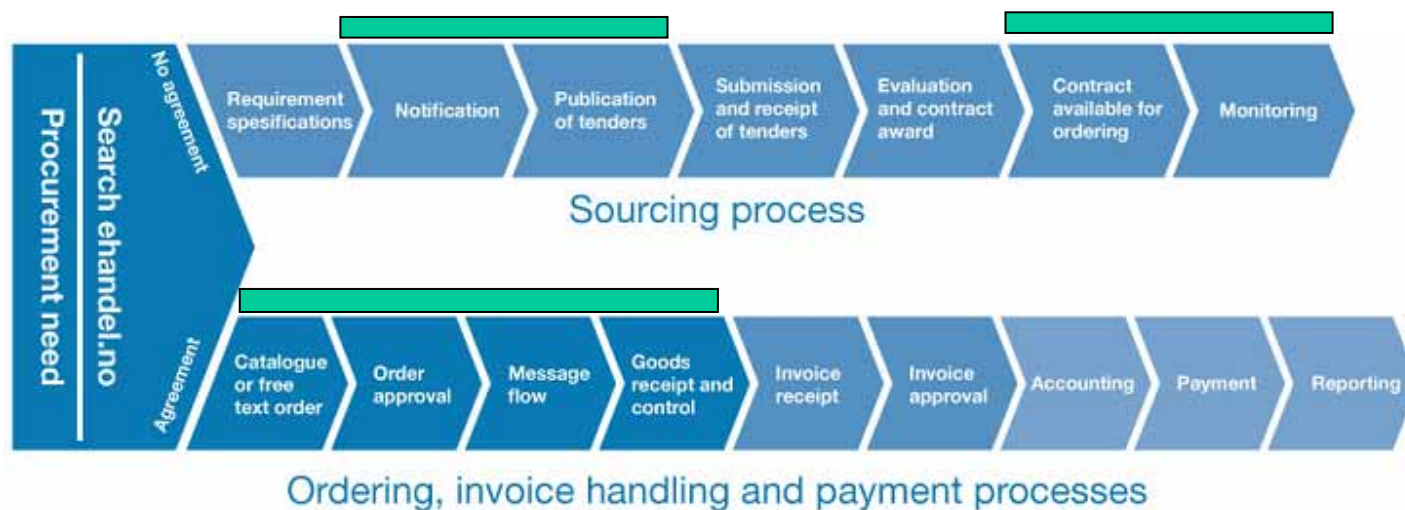 Procurement need
Search ehandel.no
No agreement
Requirement
spesifications
Notification
Publication
of tenders
Submission
and receipt
of tenders
Evaluation
and contract
award
Contract
available for
ordering
Monitoring
Sourcing process
Agreement
Catalogue
or free
text order
Order
approval
Message
flow
Goods
receipt and
control
Invoice
receipt
Invoice
approval
Accounting
Payment
Reporting
Ordering, invoice handling and payment processes